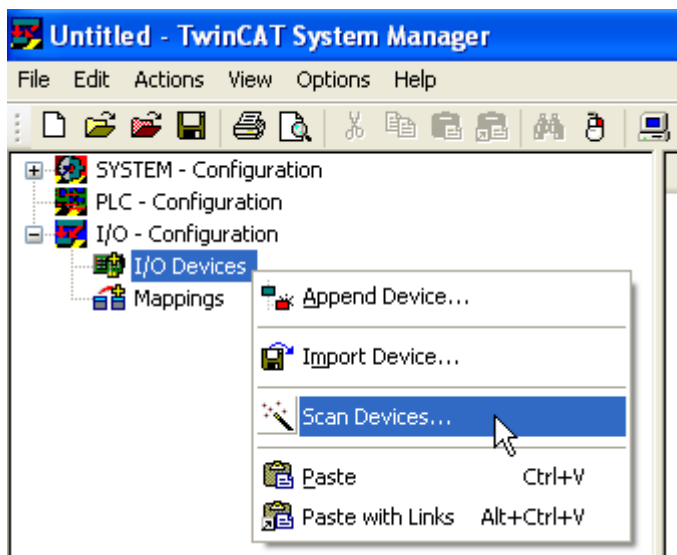 Untitled - TwinCAT System Manager
File Edit Actions View Options Help
SYSTEM - Configuration
PLC - Configuration
I/O - Configuration
I/O Devices
Mappings
Append Device...
Import Device...
Scan Devices...
Paste Ctrl+V
Paste with Links Alt+Ctrl+V